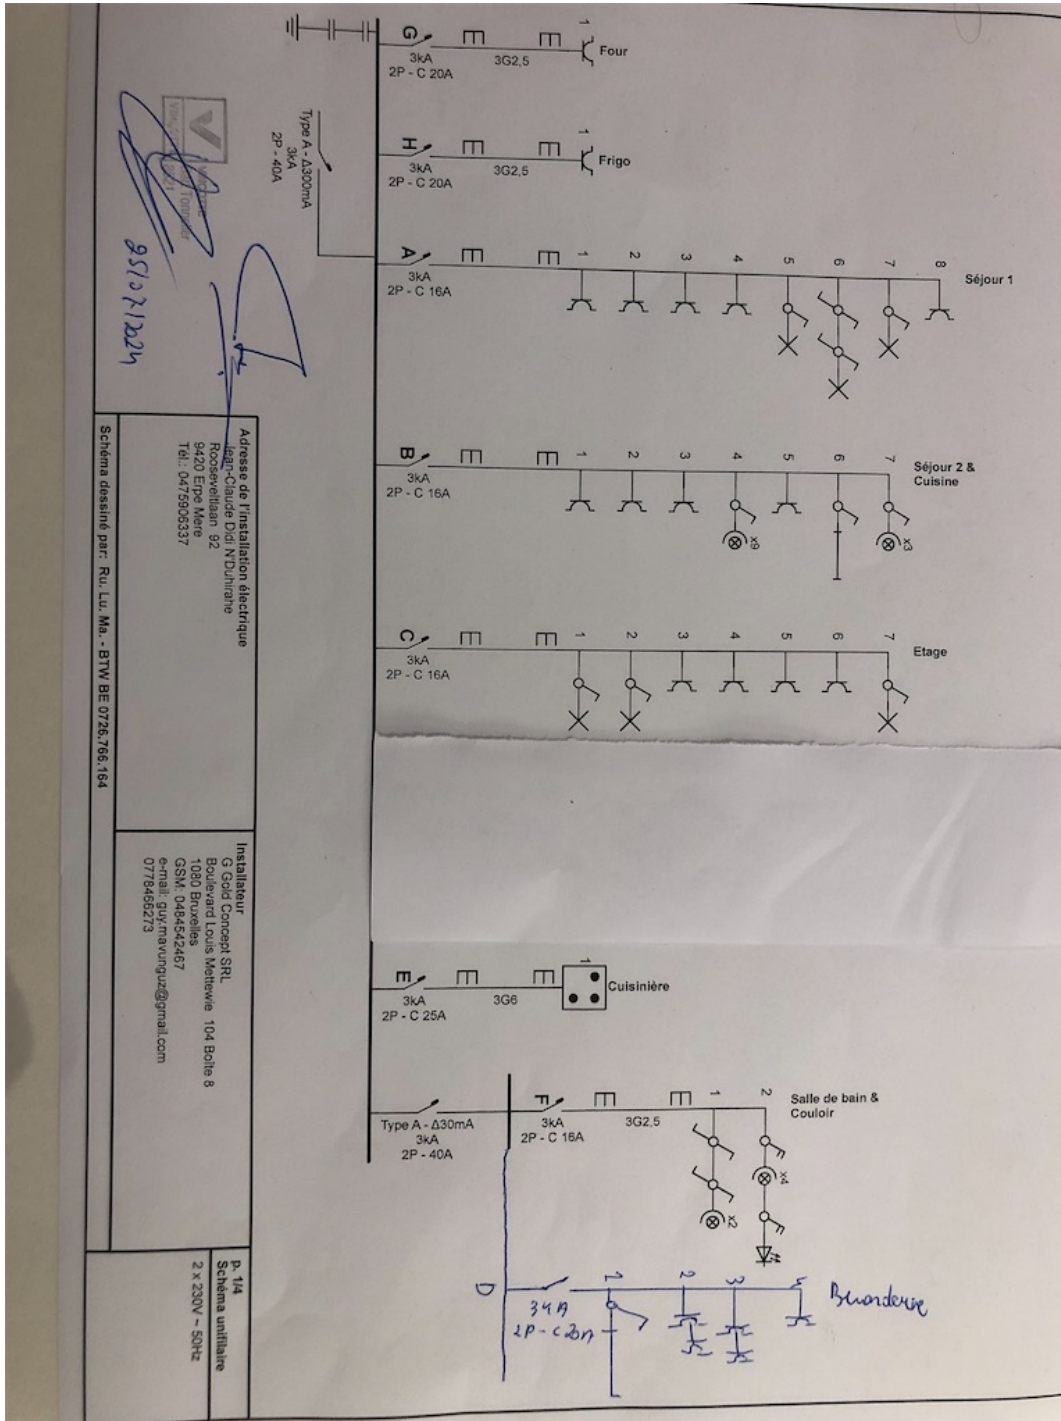 G
3kA
2P - C 20A
3G2,5
1
Four
H
3kA
2P - C 20A
3G2,5
1
Frigo
Type A - Δ300mA
3kA
2P - 40A
A
3kA
2P - C 16A
1 2 3 4 5 6 7 8
Séjour 1
B
3kA
2P - C 16A
1 2 3 4 5 6 7
x9
x3
Séjour 2 &
Cuisine
C
3kA
2P - C 16A
1 2 3 4 5 6 7
Etage
E
3kA
2P - C 25A
3G6
1
Cuisinière
Type A - Δ30mA
3kA
2P - 40A
F
3kA
2P - C 16A
3G2,5
1 2
x2
x4
Salle de bain &
Couloir
D
2P - C 20A
1 2 3 4
25/07/2024
Adresse de l'installation électrique
Jean-Claude Didi N'Duhirahe
Rooseveltlaan 92
9420 Erpe Mere
Tél.: 0475906337
Installateur
G Gold Concept SRL
Boulevard Louis Mettewie 104 Boîte 8
1080 Bruxelles
GSM: 0484542467
e-mail: guy.mavunguz@gmail.com
0778466273
p. 1/4
Schéma unifilaire
2 x 230V ~ 50Hz
Schéma dessiné par: Ru. Lu. Ma. - BTW BE 0726.766.164